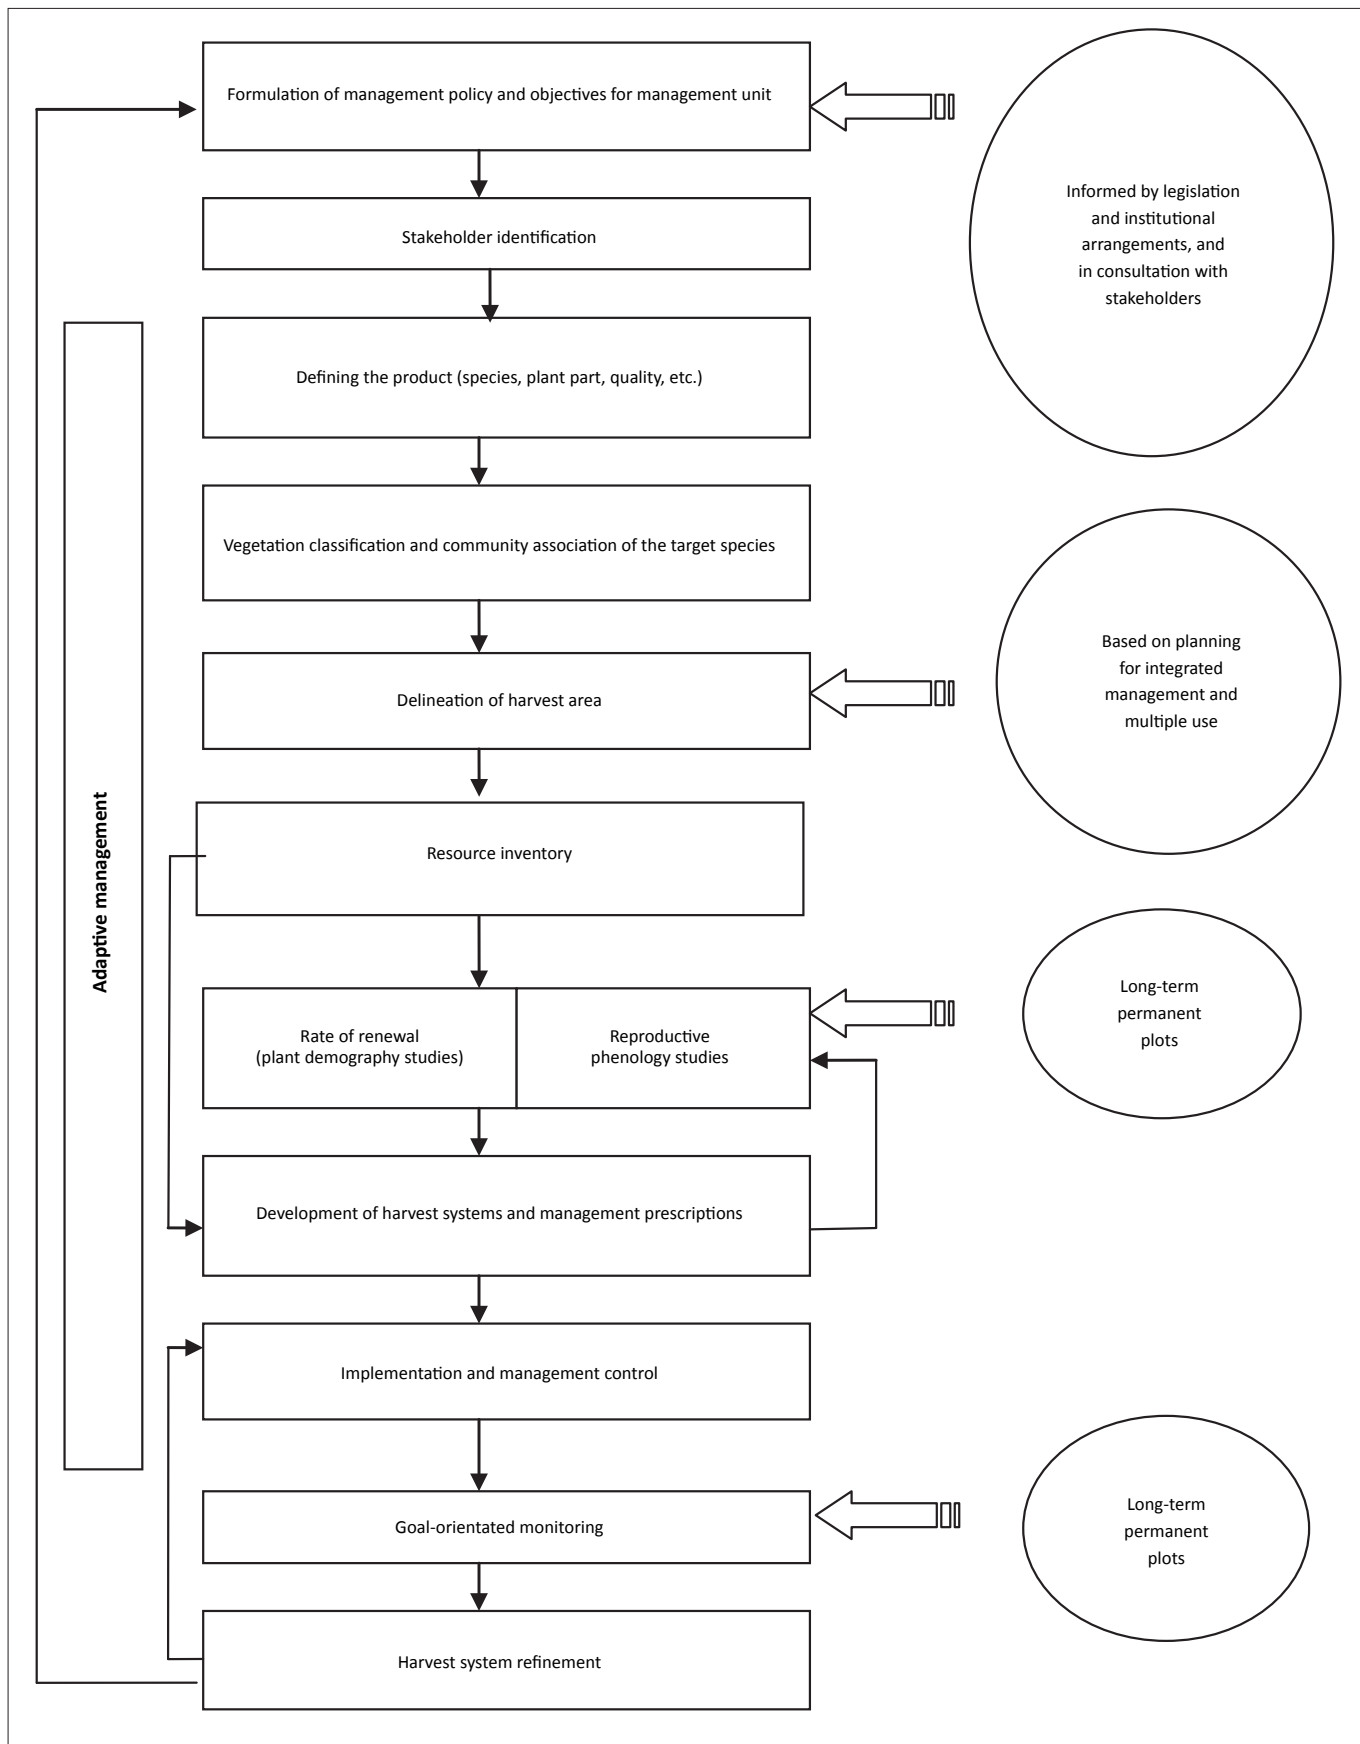 Formulation of management policy and objectives for management unit
Informed by legislation
and institutional
arrangements, and
in consultation with
stakeholders
Stakeholder identification
Defining the product (species, plant part, quality, etc.)
Vegetation classification and community association of the target species
Delineation of harvest area
Based on planning
for integrated
management and
multiple use
Adaptive management
Resource inventory
Rate of renewal
(plant demography studies)
Reproductive
phenology studies
Long-term
permanent
plots
Development of harvest systems and management prescriptions
Implementation and management control
Goal-orientated monitoring
Long-term
permanent
plots
Harvest system refinement